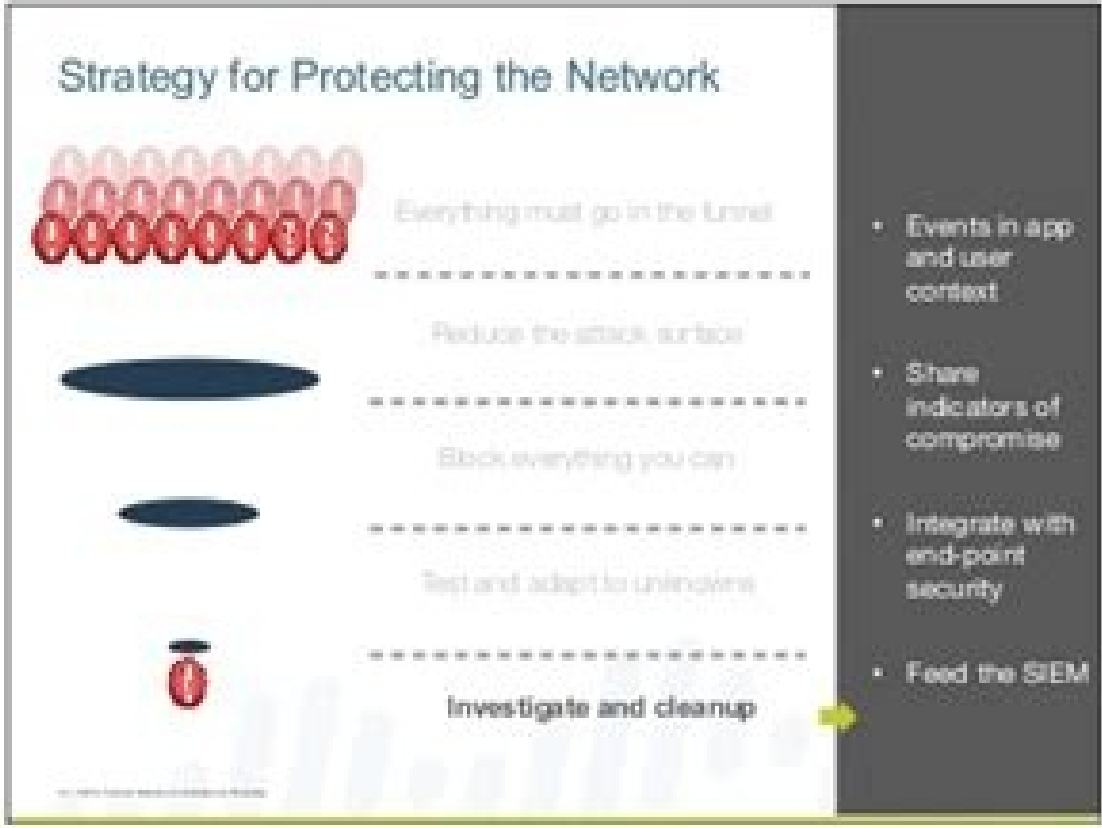 Strategy for Protecting the Network
Everything must go in the funnel
Reduce the attack surface
Block everything you can
Test and adapt to unknowns
Investigate and cleanup
• Events in app
and user
context
• Share
indicators of
compromise
• Integrate with
end-point
security
• Feed the SIEM